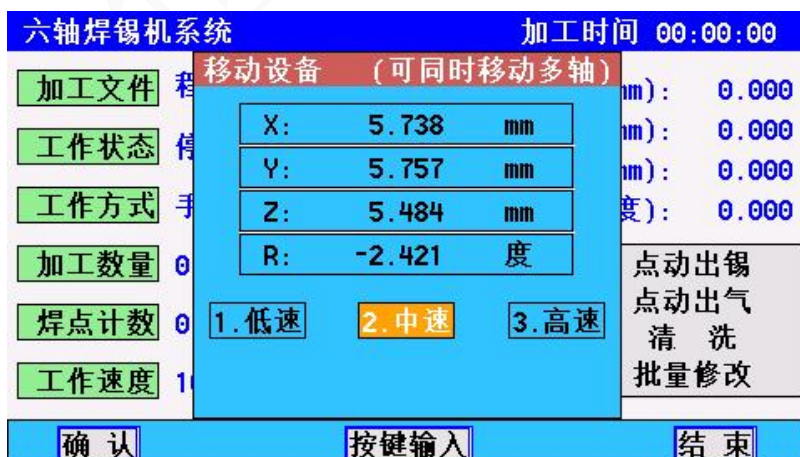 六轴焊锡机系统 加工时间 00:00:00
移动设备 (可同时移动多轴)
加工文件 程 mm): 0.000
X: 5.738 mm
工作状态 停 mm): 0.000
Y: 5.757 mm
mm): 0.000
Z: 5.484 mm
工作方式 手 度): 0.000
R: -2.421 度
加工数量 0 点动出锡
点动出气
焊点计数 0 1.低速 2.中速 3.高速
清 洗
工作速度 10 批量修改
确 认 按键输入 结 束